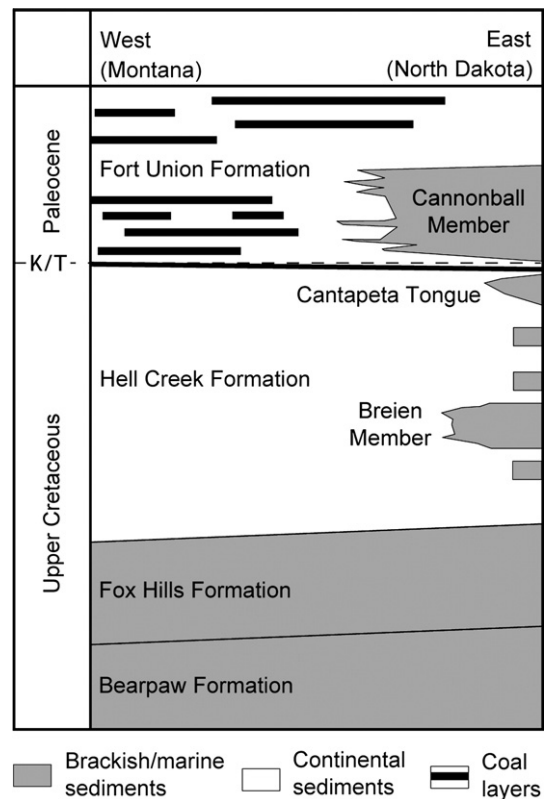 West
(Montana)
East
(North Dakota)
Paleocene
Fort Union Formation
Cannonball
Member
K/T
Cantapeta Tongue
Hell Creek Formation
Breien
Member
Upper Cretaceous
Fox Hills Formation
Bearpaw Formation
Brackish/marine
sediments
Continental
sediments
Coal
layers